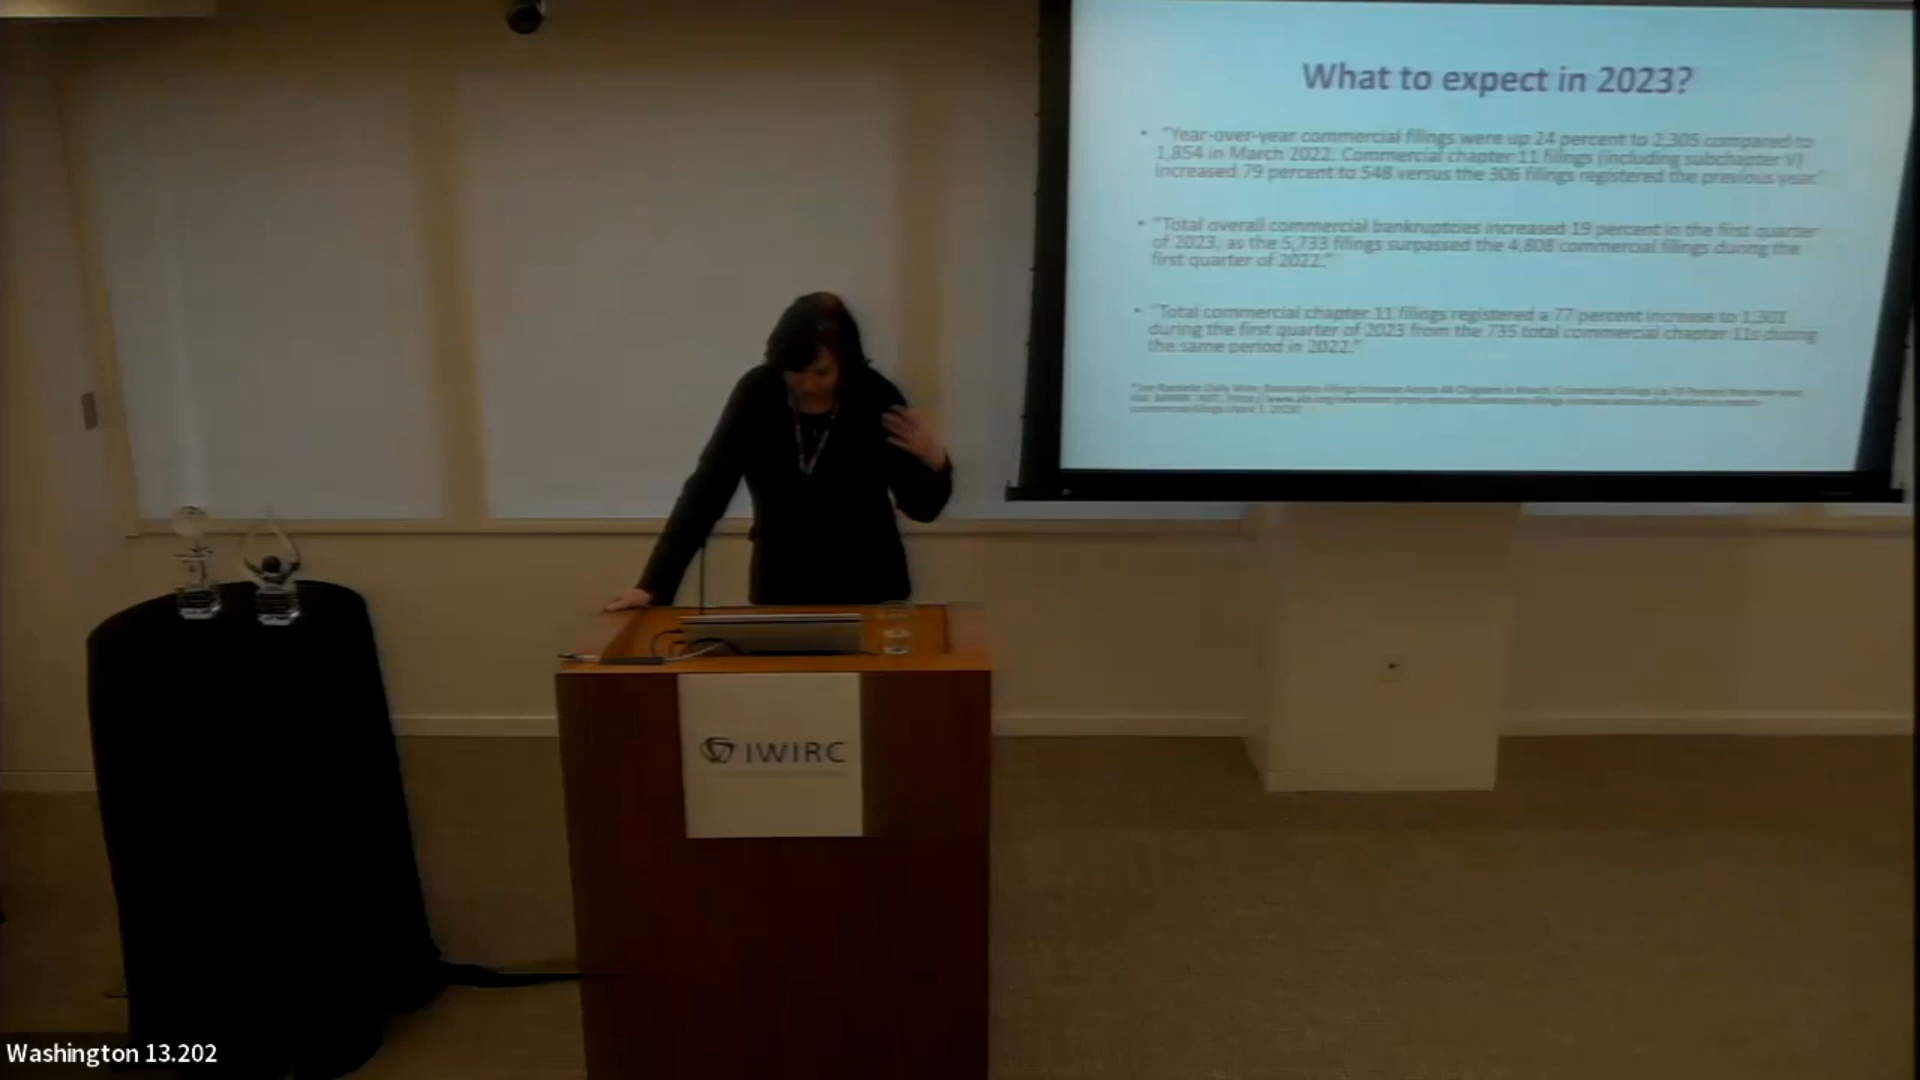 What to expect in 2023?
• "Year-over-year commercial filings were up 24 percent to 2,305 compared to
1,854 in March 2022. Commercial chapter 11 filings (including subchapter V)
increased 79 percent to 548 versus the 306 filings registered the previous year."
• "Total overall commercial bankruptcies increased 19 percent in the first quarter
of 2023, as the 5,733 filings surpassed the 4,808 commercial filings during the
first quarter of 2022."
• "Total commercial chapter 11 filings registered a 77 percent increase to 1,301
during the first quarter of 2023 from the 735 total commercial chapter 11s during
the same period in 2022."
IWIRC
Washington 13.202